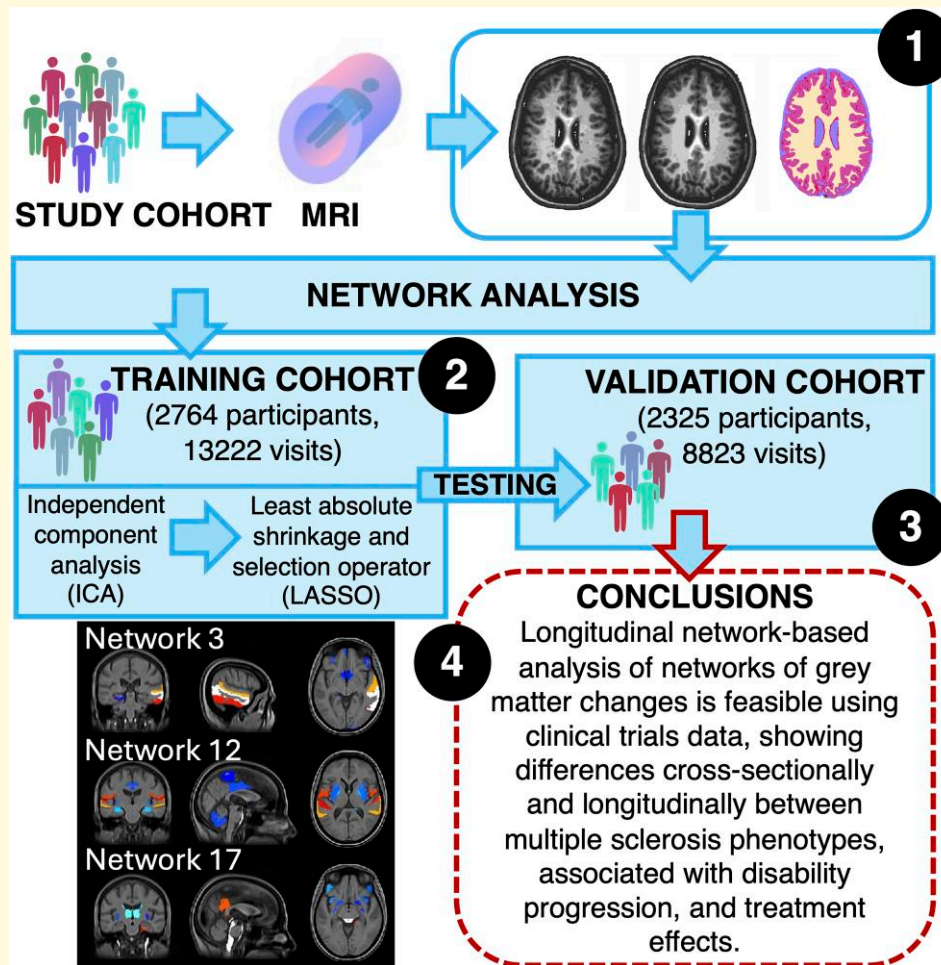 1
STUDY COHORT
MRI
NETWORK ANALYSIS
TRAINING COHORT
2
(2764 participants,
13222 visits)
Independent
component
analysis
(ICA)
Least absolute
shrinkage and
selection operator
(LASSO)
TESTING
VALIDATION COHORT
(2325 participants,
8823 visits)
3
Network 3
Network 12
Network 17
4
CONCLUSIONS
Longitudinal network-based
analysis of networks of grey
matter changes is feasible using
clinical trials data, showing
differences cross-sectionally
and longitudinally between
multiple sclerosis phenotypes,
associated with disability
progression, and treatment
effects.